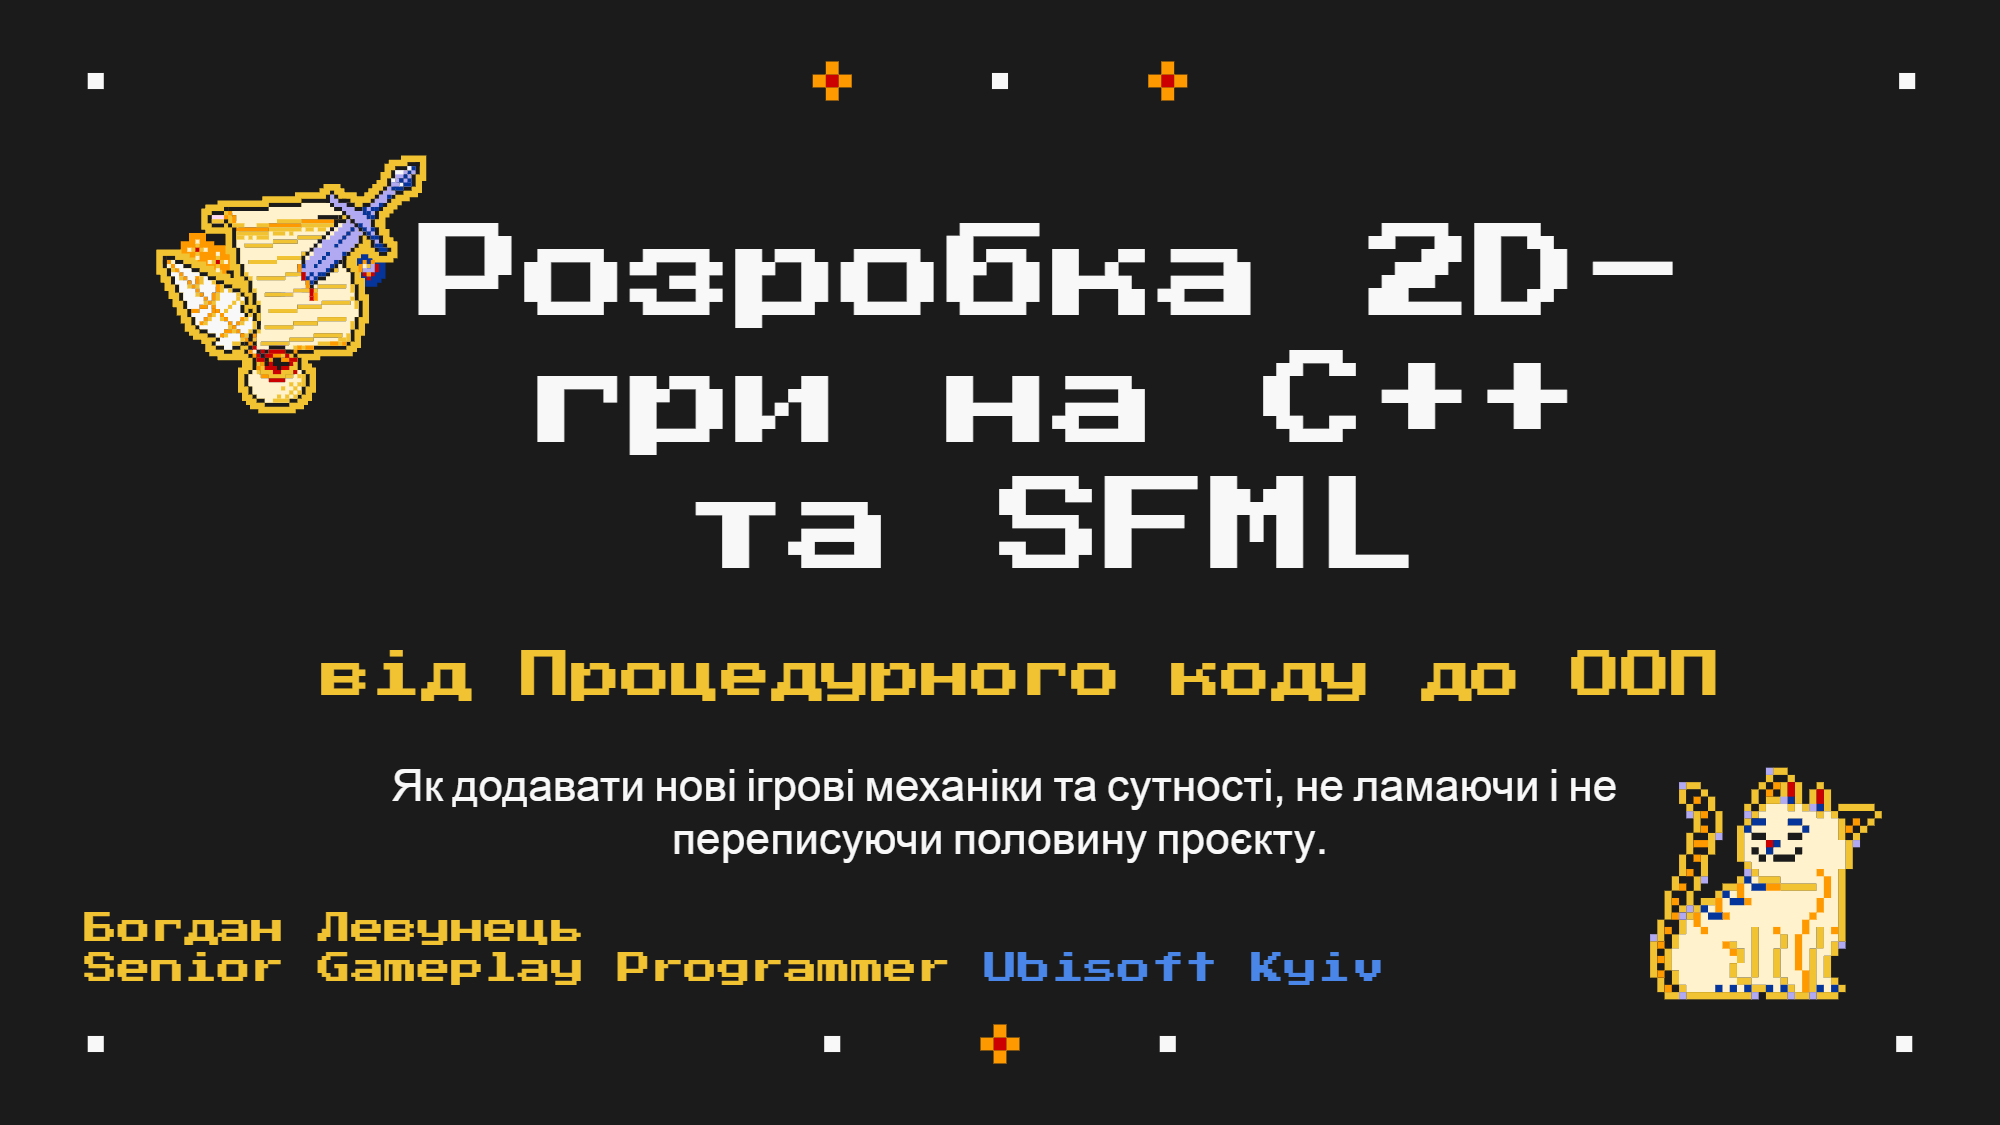 Розробка 2D-
гри на C++
та SFML
від Процедурного коду до ООП
Як додавати нові ігрові механіки та сутності, не ламаючи і не
переписуючи половину проєкту.
Богдан Левунець
Senior Gameplay Programmer Ubisoft Kyiv